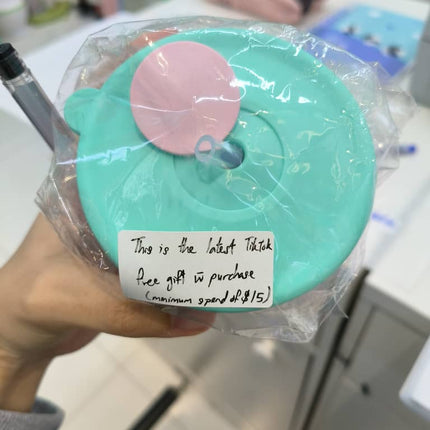 This is the latest TikTok
free gift w̄ purchase
(minimum spend of $15)